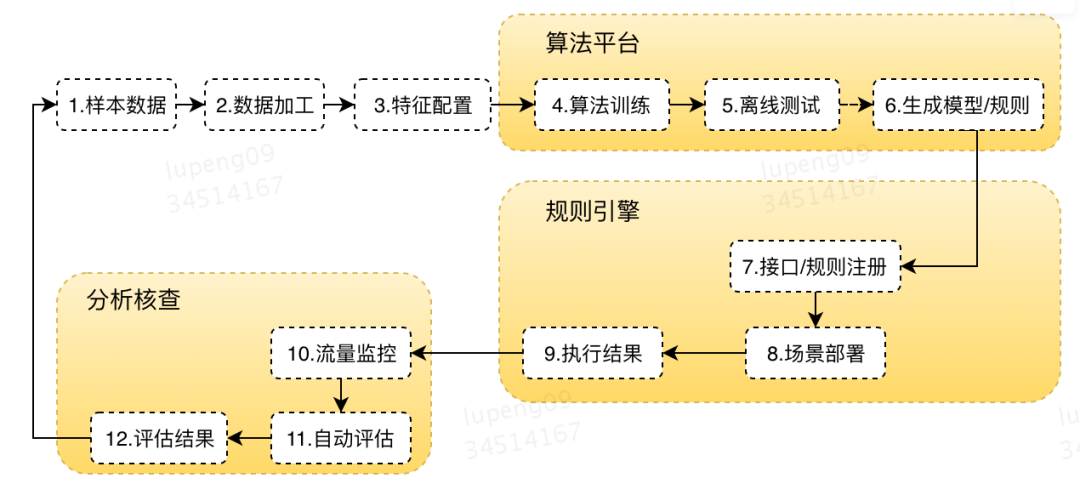 算法平台
1.样本数据
2.数据加工
3.特征配置
4.算法训练
5.离线测试
6.生成模型/规则
lupeng09
34514167
lupeng09
34514167
规则引擎
7.接口/规则注册
8.场景部署
9.执行结果
分析核查
10.流量监控
11.自动评估
12.评估结果
lupeng09
34514167